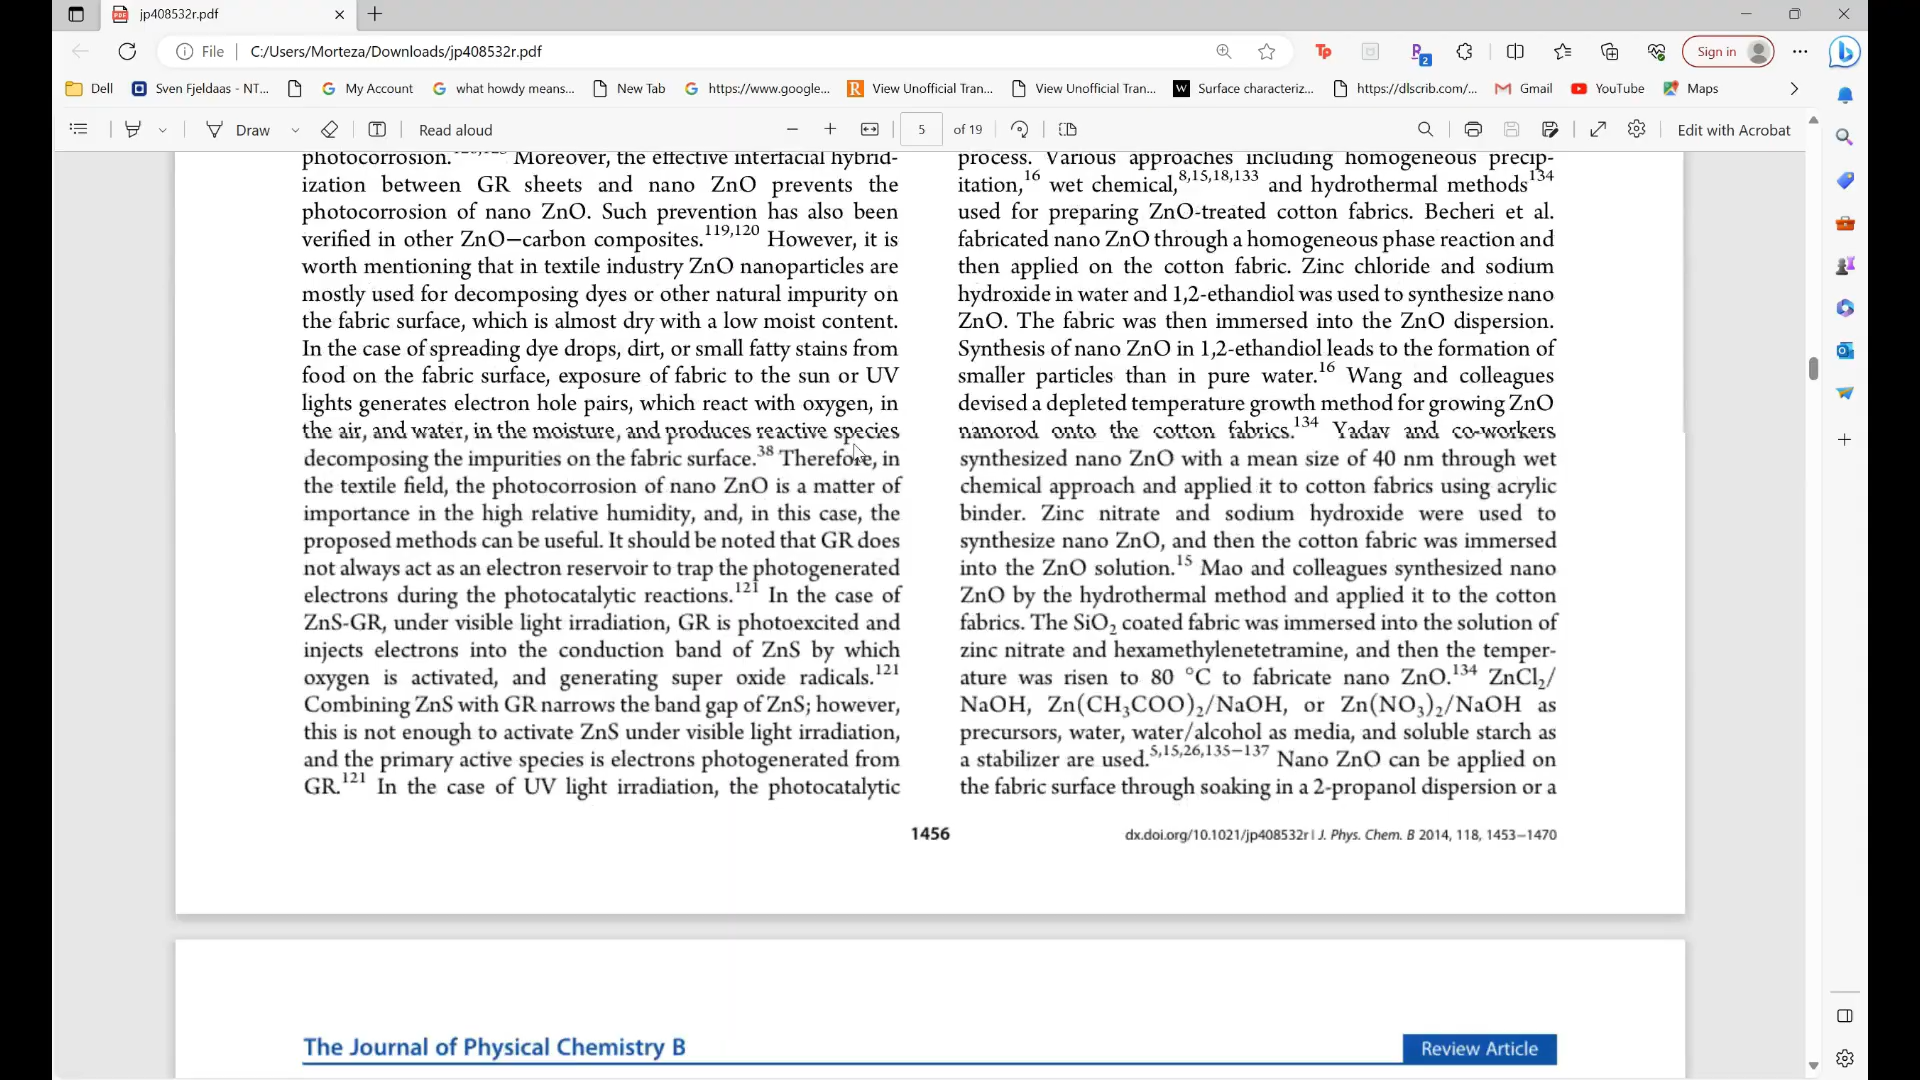 jp408532r.pdf
File
C:/Users/Morteza/Downloads/jp408532r.pdf
2
Sign in
Dell
Sven Fjeldaas - NT...
My Account
what howdy means...
New Tab
https://www.google...
View Unofficial Tran...
View Unofficial Tran...
Surface characteriz...
https://dlscrib.com/...
Gmail
YouTube
Maps
Draw
Read aloud
5 of 19
Edit with Acrobat
photocorrosion. Moreover, the effective interfacial hybrid-
ization between GR sheets and nano ZnO prevents the
photocorrosion of nano ZnO. Such prevention has also been
verified in other ZnO−carbon composites.119,120 However, it is
worth mentioning that in textile industry ZnO nanoparticles are
mostly used for decomposing dyes or other natural impurity on
the fabric surface, which is almost dry with a low moist content.
In the case of spreading dye drops, dirt, or small fatty stains from
food on the fabric surface, exposure of fabric to the sun or UV
lights generates electron hole pairs, which react with oxygen, in
the air, and water, in the moisture, and produces reactive species
decomposing the impurities on the fabric surface.38 Therefore, in
the textile field, the photocorrosion of nano ZnO is a matter of
importance in the high relative humidity, and, in this case, the
proposed methods can be useful. It should be noted that GR does
not always act as an electron reservoir to trap the photogenerated
electrons during the photocatalytic reactions.121 In the case of
ZnS-GR, under visible light irradiation, GR is photoexcited and
injects electrons into the conduction band of ZnS by which
oxygen is activated, and generating super oxide radicals.121
Combining ZnS with GR narrows the band gap of ZnS; however,
this is not enough to activate ZnS under visible light irradiation,
and the primary active species is electrons photogenerated from
GR.121 In the case of UV light irradiation, the photocatalytic
process. Various approaches including homogeneous precip-
itation,16 wet chemical,8,15,18,133 and hydrothermal methods134
used for preparing ZnO-treated cotton fabrics. Becheri et al.
fabricated nano ZnO through a homogeneous phase reaction and
then applied on the cotton fabric. Zinc chloride and sodium
hydroxide in water and 1,2-ethandiol was used to synthesize nano
ZnO. The fabric was then immersed into the ZnO dispersion.
Synthesis of nano ZnO in 1,2-ethandiol leads to the formation of
smaller particles than in pure water.16 Wang and colleagues
devised a depleted temperature growth method for growing ZnO
nanorod onto the cotton fabrics.134 Yadav and co-workers
synthesized nano ZnO with a mean size of 40 nm through wet
chemical approach and applied it to cotton fabrics using acrylic
binder. Zinc nitrate and sodium hydroxide were used to
synthesize nano ZnO, and then the cotton fabric was immersed
into the ZnO solution.15 Mao and colleagues synthesized nano
ZnO by the hydrothermal method and applied it to the cotton
fabrics. The SiO2 coated fabric was immersed into the solution of
zinc nitrate and hexamethylenetetramine, and then the temper-
ature was risen to 80 °C to fabricate nano ZnO.134 ZnCl2/
NaOH, Zn(CH3COO)2/NaOH, or Zn(NO3)2/NaOH as
precursors, water, water/alcohol as media, and soluble starch as
a stabilizer are used.5,15,26,135−137 Nano ZnO can be applied on
the fabric surface through soaking in a 2-propanol dispersion or a
1456
dx.doi.org/10.1021/jp408532r | J. Phys. Chem. B 2014, 118, 1453−1470
The Journal of Physical Chemistry B
Review Article